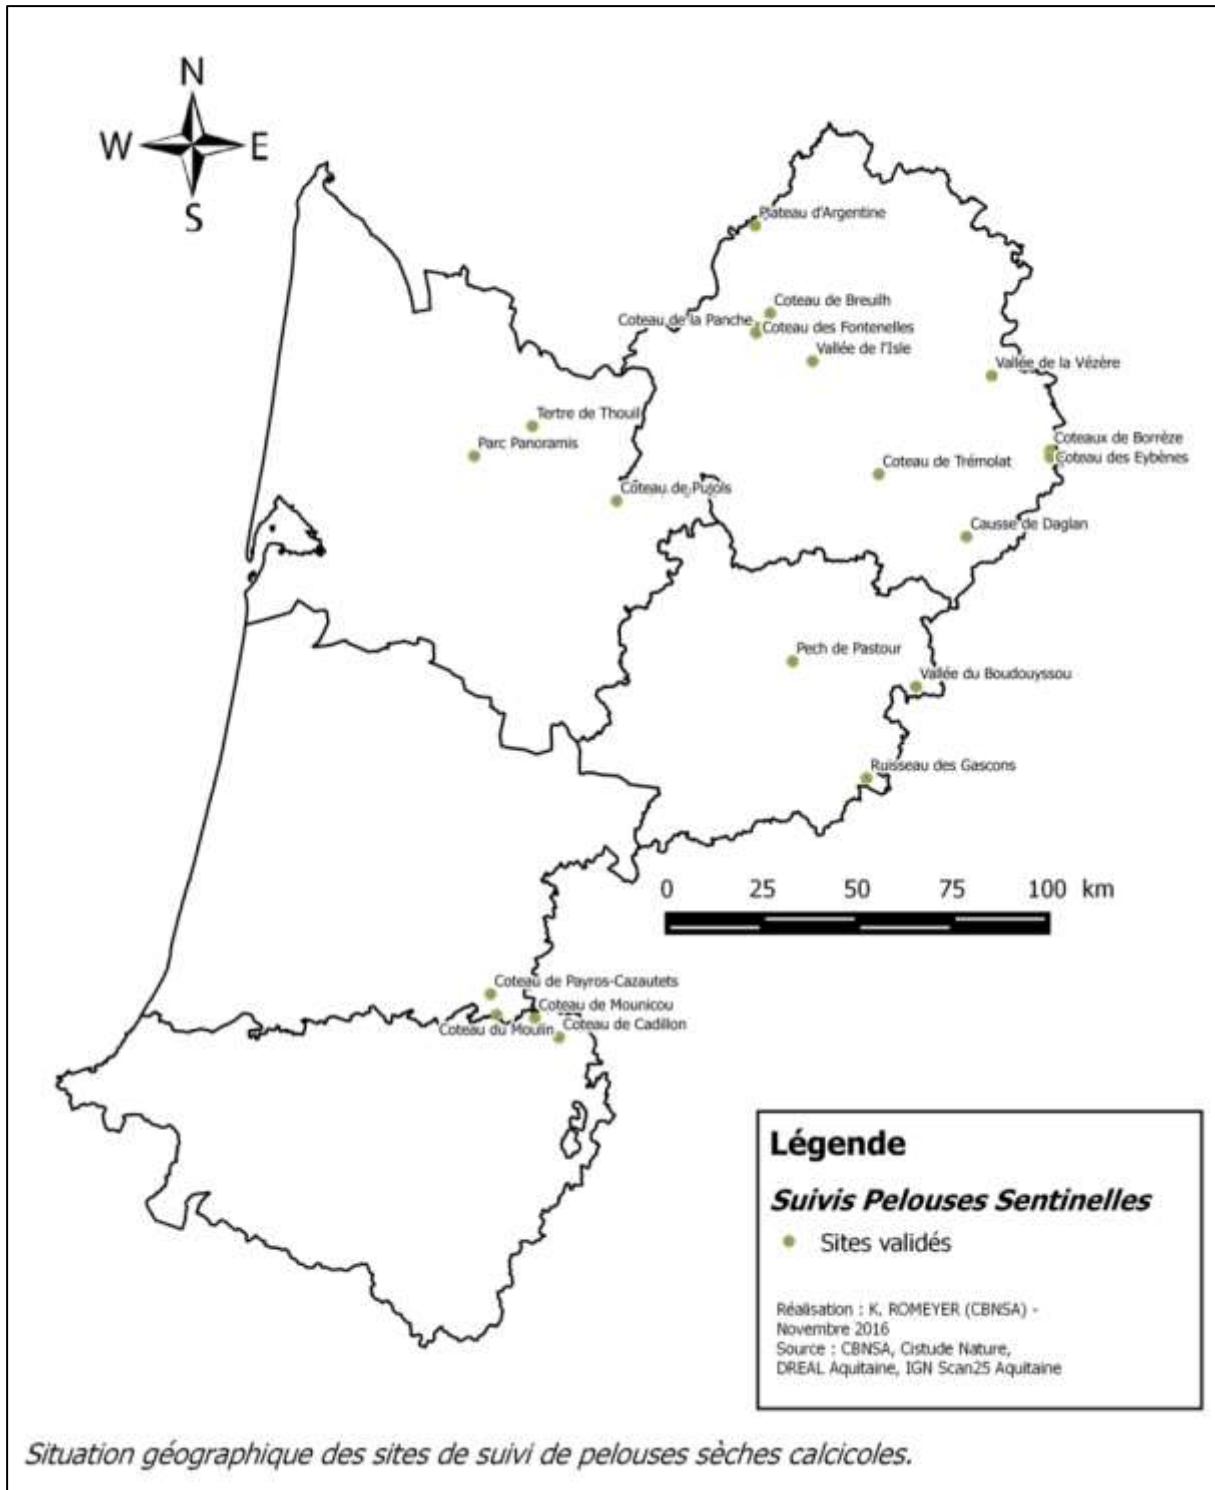 N
W E
S
Plateau d'Argentine
Coteau de Breuilh
Coteau de la Panche
Coteau des Fontenelles
Vallée de l'Isle
Vallée de la Vézère
Tertre de Thouil
Parc Panoramis
Coteaux de Borrèze
Coteau des Eybènes
Coteau de Trémolat
Coteau de Pujols
Causse de Daglan
Pech de Pastour
Vallée du Boudouyssou
Ruisseau des Gascons
0 25 50 75 100 km
Coteau de Payros-Cazautets
Coteau de Mounicou
Coteau du Moulin
Coteau de Cadillon
Légende
Suivis Pelouses Sentinelles
Sites validés
Réalisation : K. ROMEYER (CBNSA) -
Novembre 2016
Source : CBNSA, Cistude Nature,
DREAL Aquitaine, IGN Scan25 Aquitaine
Situation géographique des sites de suivi de pelouses sèches calcicoles.